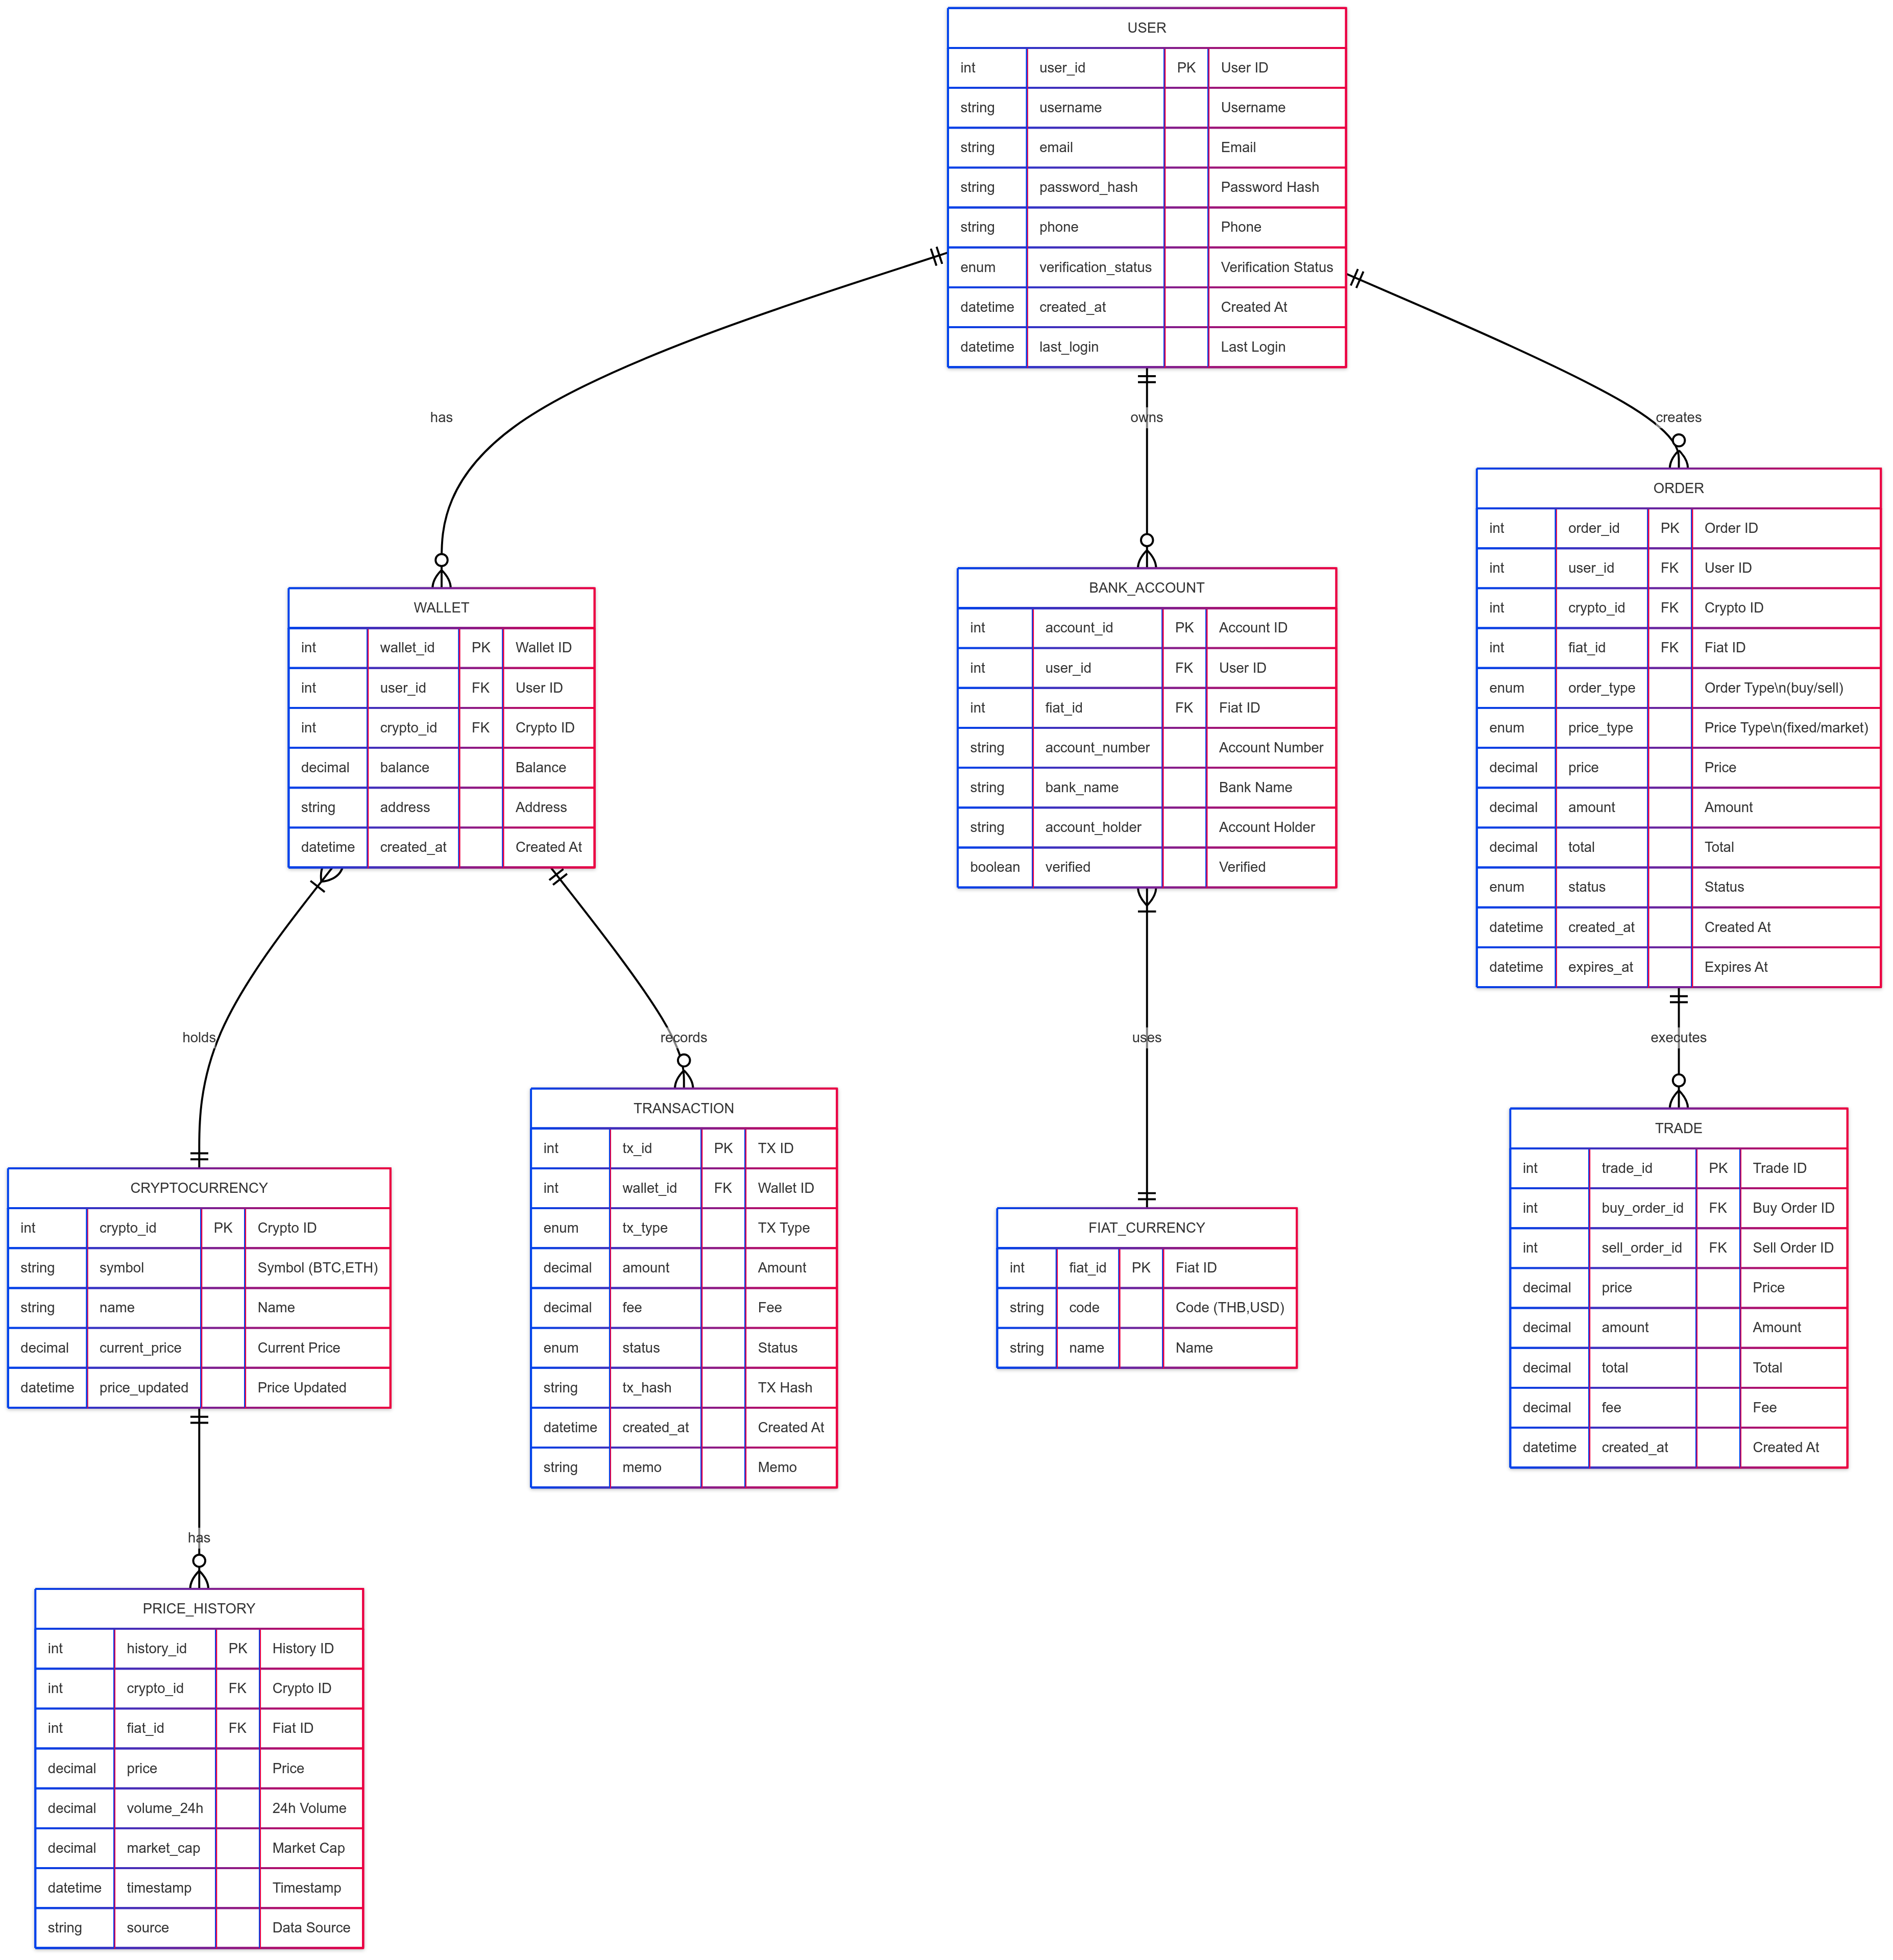 USER
int user_id PK User ID
string username Username
string email Email
string password_hash Password Hash
string phone Phone
enum verification_status Verification Status
datetime created_at Created At
datetime last_login Last Login
has
owns
creates
WALLET
int wallet_id PK Wallet ID
int user_id FK User ID
int crypto_id FK Crypto ID
decimal balance Balance
string address Address
datetime created_at Created At
BANK_ACCOUNT
int account_id PK Account ID
int user_id FK User ID
int fiat_id FK Fiat ID
string account_number Account Number
string bank_name Bank Name
string account_holder Account Holder
boolean verified Verified
ORDER
int order_id PK Order ID
int user_id FK User ID
int crypto_id FK Crypto ID
int fiat_id FK Fiat ID
enum order_type Order Type\n(buy/sell)
enum price_type Price Type\n(fixed/market)
decimal price Price
decimal amount Amount
decimal total Total
enum status Status
datetime created_at Created At
datetime expires_at Expires At
holds
records
uses
executes
CRYPTOCURRENCY
int crypto_id PK Crypto ID
string symbol Symbol (BTC,ETH)
string name Name
decimal current_price Current Price
datetime price_updated Price Updated
TRANSACTION
int tx_id PK TX ID
int wallet_id FK Wallet ID
enum tx_type TX Type
decimal amount Amount
decimal fee Fee
enum status Status
string tx_hash TX Hash
datetime created_at Created At
string memo Memo
FIAT_CURRENCY
int fiat_id PK Fiat ID
string code Code (THB,USD)
string name Name
TRADE
int trade_id PK Trade ID
int buy_order_id FK Buy Order ID
int sell_order_id FK Sell Order ID
decimal price Price
decimal amount Amount
decimal total Total
decimal fee Fee
datetime created_at Created At
has
PRICE_HISTORY
int history_id PK History ID
int crypto_id FK Crypto ID
int fiat_id FK Fiat ID
decimal price Price
decimal volume_24h 24h Volume
decimal market_cap Market Cap
datetime timestamp Timestamp
string source Data Source